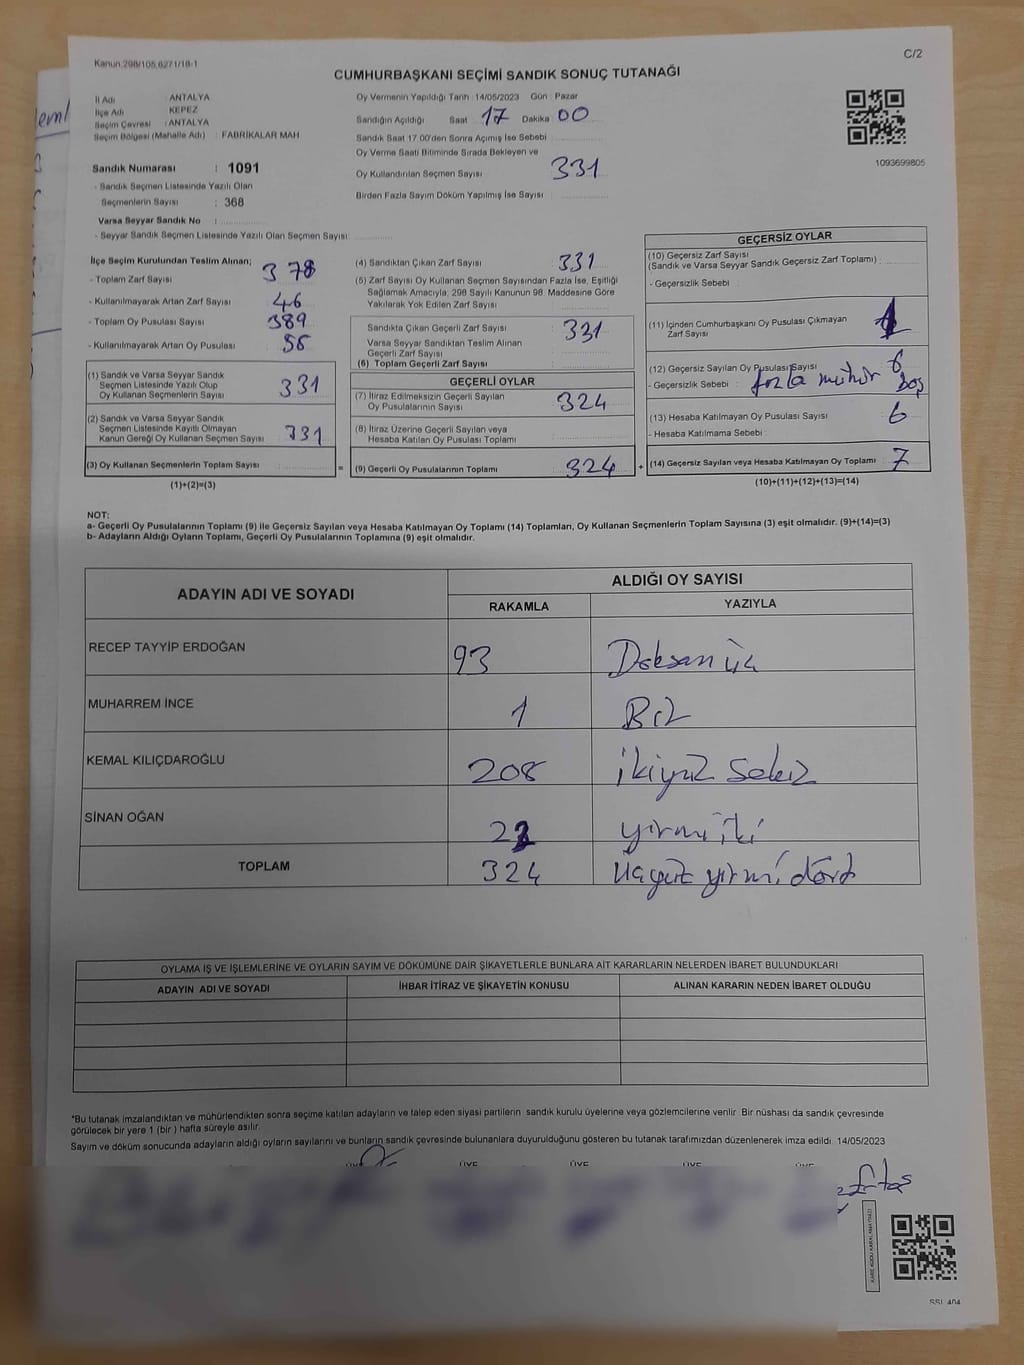 Kanun.298/105,6271/18-1
C/2
CUMHURBAŞKANI SEÇİMİ SANDIK SONUÇ TUTANAĞI
İl Adı : ANTALYA
İlçe Adı : KEPEZ
Seçim Çevresi : ANTALYA
Seçim Bölgesi (Mahalle Adı) : FABRİKALAR MAH
Sandık Numarası : 1091
- Sandık Seçmen Listesinde Yazılı Olan
Seçmenlerin Sayısı : 368
Varsa Seyyar Sandık No :
- Seyyar Sandık Seçmen Listesinde Yazılı Olan Seçmen Sayısı:
Oy Vermenin Yapıldığı Tarih : 14/05/2023 Gün : Pazar
Sandığın Açıldığı Saat 17 Dakika 00
Sandık Saat 17.00'den Sonra Açımış İse Sebebi
Oy Verme Saati Bitiminde Sırada Bekleyen ve
Oy Kullandırılan Seçmen Sayısı : 331
Birden Fazla Sayım Döküm Yapılmış İse Sayısı :
1093699805
İlçe Seçim Kurulundan Teslim Alınan;
- Toplam Zarf Sayısı 378
- Kullanılmayarak Artan Zarf Sayısı 46
- Toplam Oy Pusulası Sayısı 389
- Kullanılmayarak Artan Oy Pusulası
(1) Sandık ve Varsa Seyyar Sandık
Seçmen Listesinde Yazılı Olup
Oy Kullanan Seçmenlerin Sayısı 331
(2) Sandık ve Varsa Seyyar Sandık
Seçmen Listesinde Kayıtlı Olmayan
Kanun Gereği Oy Kullanan Seçmen Sayısı
(3) Oy Kullanan Seçmenlerin Toplam Sayısı :
(1)+(2)=(3)
(4) Sandıktan Çıkan Zarf Sayısı : 331
(5) Zarf Sayısı Oy Kullanan Seçmen Sayısından Fazla İse, Eşitliği
Sağlamak Amacıyla, 298 Sayılı Kanunun 98. Maddesine Göre
Yakılarak Yok Edilen Zarf Sayısı
Sandıkta Çıkan Geçerli Zarf Sayısı : 331
Varsa Seyyar Sandıktan Teslim Alınan
Geçerli Zarf Sayısı
(6) Toplam Geçerli Zarf Sayısı :
GEÇERLİ OYLAR
(7) İtiraz Edilmeksizin Geçerli Sayılan
Oy Pusulalarının Sayısı : 324
(8) İtiraz Üzerine Geçerli Sayılan veya
Hesaba Katılan Oy Pusulası Toplamı
= (9) Geçerli Oy Pusulalarının Toplamı : 324
GEÇERSİZ OYLAR
(10) Geçersiz Zarf Sayısı
(Sandık ve Varsa Seyyar Sandık Geçersiz Zarf Toplamı) :
- Geçersizlik Sebebi :
(11) İçinden Cumhurbaşkanı Oy Pusulası Çıkmayan
Zarf Sayısı 1
(12) Geçersiz Sayılan Oy Pusulası Sayısı 6
- Geçersizlik Sebebi : fazla mühür boş
(13) Hesaba Katılmayan Oy Pusulası Sayısı 6
- Hesaba Katılmama Sebebi :
+ (14) Geçersiz Sayılan veya Hesaba Katılmayan Oy Toplamı 7
(10)+(11)+(12)+(13)=(14)
NOT:
a- Geçerli Oy Pusulalarının Toplamı (9) ile Geçersiz Sayılan veya Hesaba Katılmayan Oy Toplamı (14) Toplamları, Oy Kullanan Seçmenlerin Toplam Sayısına (3) eşit olmalıdır. (9)+(14)=(3)
b- Adayların Aldığı Oyların Toplamı, Geçerli Oy Pusulalarının Toplamına (9) eşit olmalıdır.
ADAYIN ADI VE SOYADI
ALDIĞI OY SAYISI
RAKAMLA YAZIYLA
RECEP TAYYİP ERDOĞAN 93 Doksan üç
MUHARREM İNCE 1 Bir
KEMAL KILIÇDAROĞLU 208 ikiyüz sekiz
SİNAN OĞAN 22 yirmi iki
TOPLAM 324 üçyüz yirmi dört
OYLAMA İŞ VE İŞLEMLERİNE VE OYLARIN SAYIM VE DÖKÜMÜNE DAİR ŞİKAYETLERLE BUNLARA AİT KARARLARIN NELERDEN İBARET BULUNDUKLARI
ADAYIN ADI VE SOYADI İHBAR İTİRAZ VE ŞİKAYETİN KONUSU ALINAN KARARIN NEDEN İBARET OLDUĞU
*Bu tutanak imzalandıktan ve mühürlendikten sonra seçime katılan adayların ve talep eden siyasi partilerin sandık kurulu üyelerine veya gözlemcilerine verilir. Bir nüshası da sandık çevresinde
görülecek bir yere 1 (bir ) hafta süreyle asılır.
Sayım ve döküm sonucunda adayların aldığı oyların sayılarını ve bunların sandık çevresinde bulunanlara duyurulduğunu gösteren bu tutanak tarafımızdan düzenlenerek imza edildi. 14/05/2023
ÜYE ÜYE ÜYE ÜYE